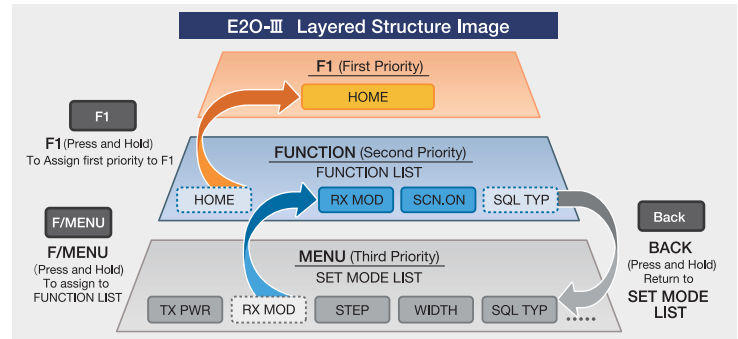 E2O-III Layered Structure Image
F1 (First Priority)
HOME
F1
F1 (Press and Hold)
To Assign first priority to F1
FUNCTION (Second Priority)
FUNCTION LIST
HOME
RX MOD
SCN.ON
SQL TYP
F/MENU
F/MENU
(Press and Hold)
To assign to
FUNCTION LIST
Back
BACK
(Press and Hold)
Return to
SET MODE
LIST
MENU (Third Priority)
SET MODE LIST
TX PWR
RX MOD
STEP
WIDTH
SQL TYP
.....